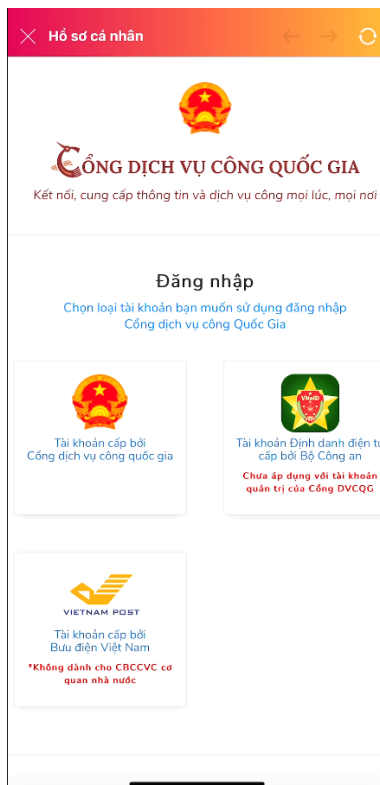 Hồ sơ cá nhân
CỔNG DỊCH VỤ CÔNG QUỐC GIA
Kết nối, cung cấp thông tin và dịch vụ công mọi lúc, mọi nơi
Đăng nhập
Chọn loại tài khoản bạn muốn sử dụng đăng nhập
Cổng dịch vụ công Quốc Gia
Tài khoản cấp bởi
Cổng dịch vụ công quốc gia
VNeID
Tài khoản Định danh điện tử
cấp bởi Bộ Công an
Chưa áp dụng với tài khoản
quản trị của Cổng DVCQG
VIETNAM POST
Tài khoản cấp bởi
Bưu điện Việt Nam
*Không dành cho CBCCVC cơ
quan nhà nước